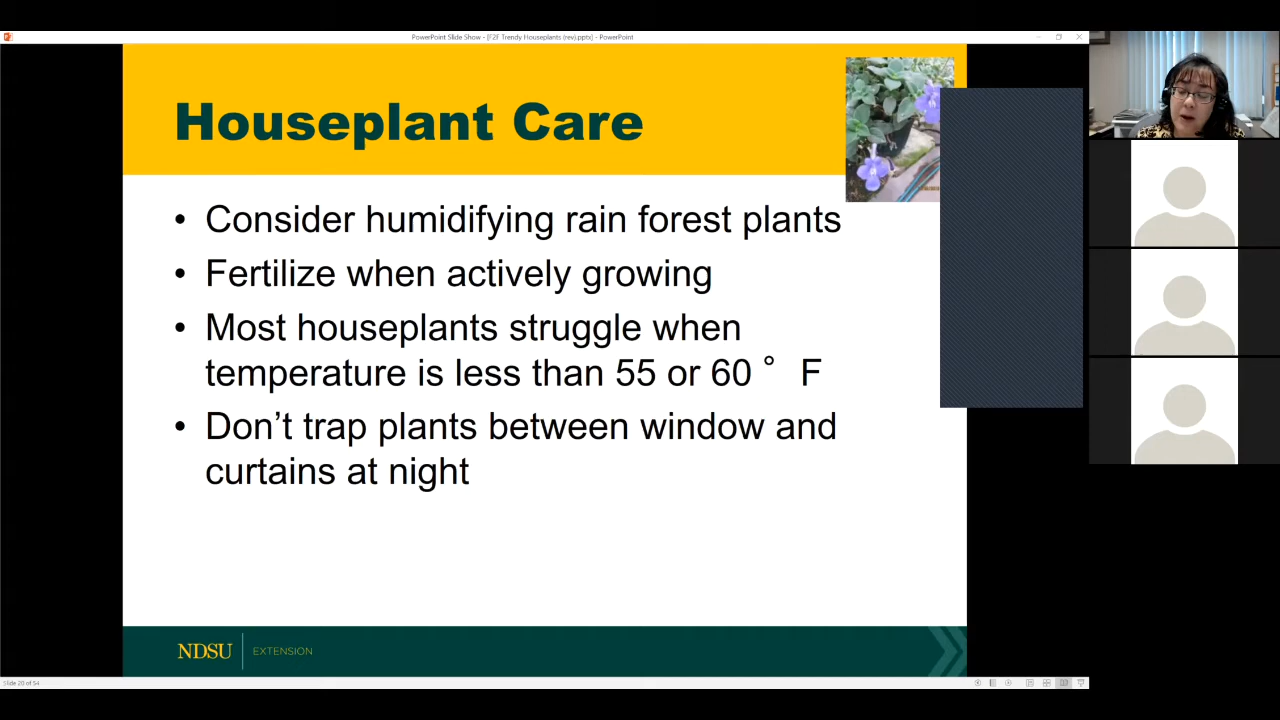 PowerPoint Slide Show - [F2F Trendy Houseplants (rev).pptx] - PowerPoint
Houseplant Care
• Consider humidifying rain forest plants
• Fertilize when actively growing
• Most houseplants struggle when
temperature is less than 55 or 60 ° F
• Don’t trap plants between window and
curtains at night
NDSU EXTENSION
Slide 20 of 54